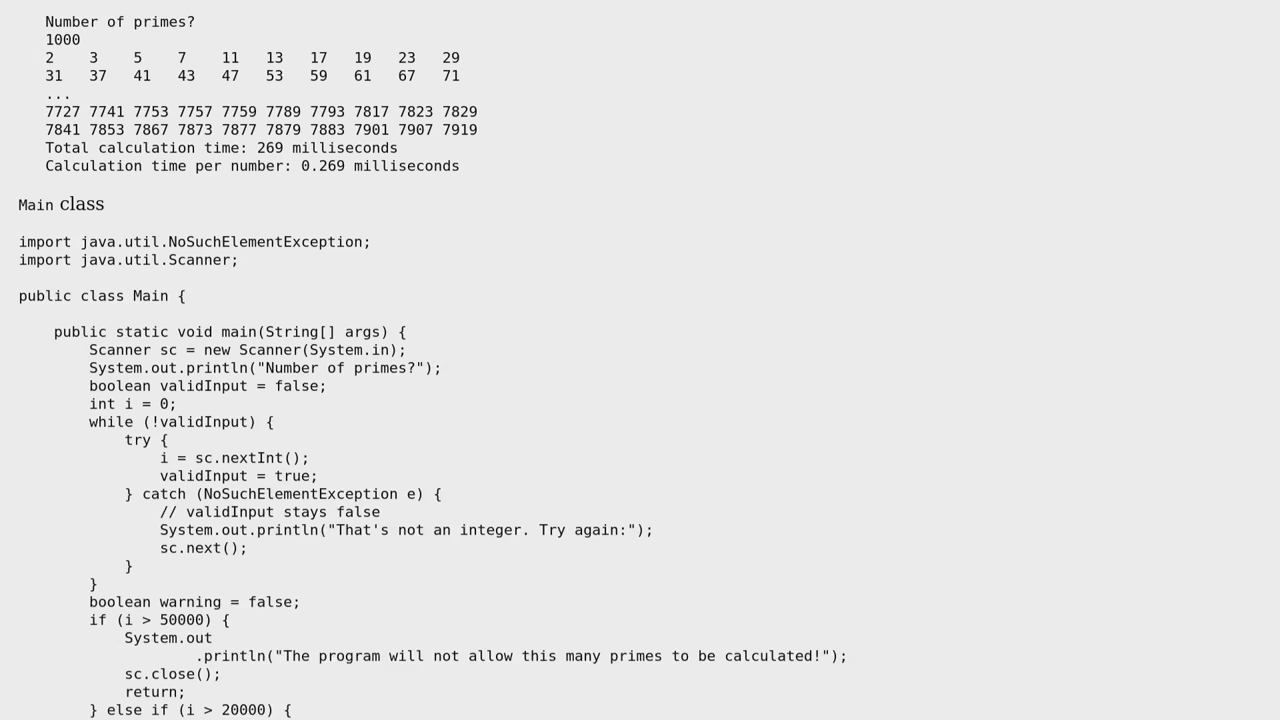 Number of primes?
1000
2    3    5    7    11   13   17   19   23   29
31   37   41   43   47   53   59   61   67   71
...
7727 7741 7753 7757 7759 7789 7793 7817 7823 7829
7841 7853 7867 7873 7877 7879 7883 7901 7907 7919
Total calculation time: 269 milliseconds
Calculation time per number: 0.269 milliseconds
Main class
import java.util.NoSuchElementException;
import java.util.Scanner;
public class Main {
    public static void main(String[] args) {
        Scanner sc = new Scanner(System.in);
        System.out.println("Number of primes?");
        boolean validInput = false;
        int i = 0;
        while (!validInput) {
            try {
                i = sc.nextInt();
                validInput = true;
            } catch (NoSuchElementException e) {
                // validInput stays false
                System.out.println("That's not an integer. Try again:");
                sc.next();
            }
        }
        boolean warning = false;
        if (i > 50000) {
            System.out
                    .println("The program will not allow this many primes to be calculated!");
            sc.close();
            return;
        } else if (i > 20000) {